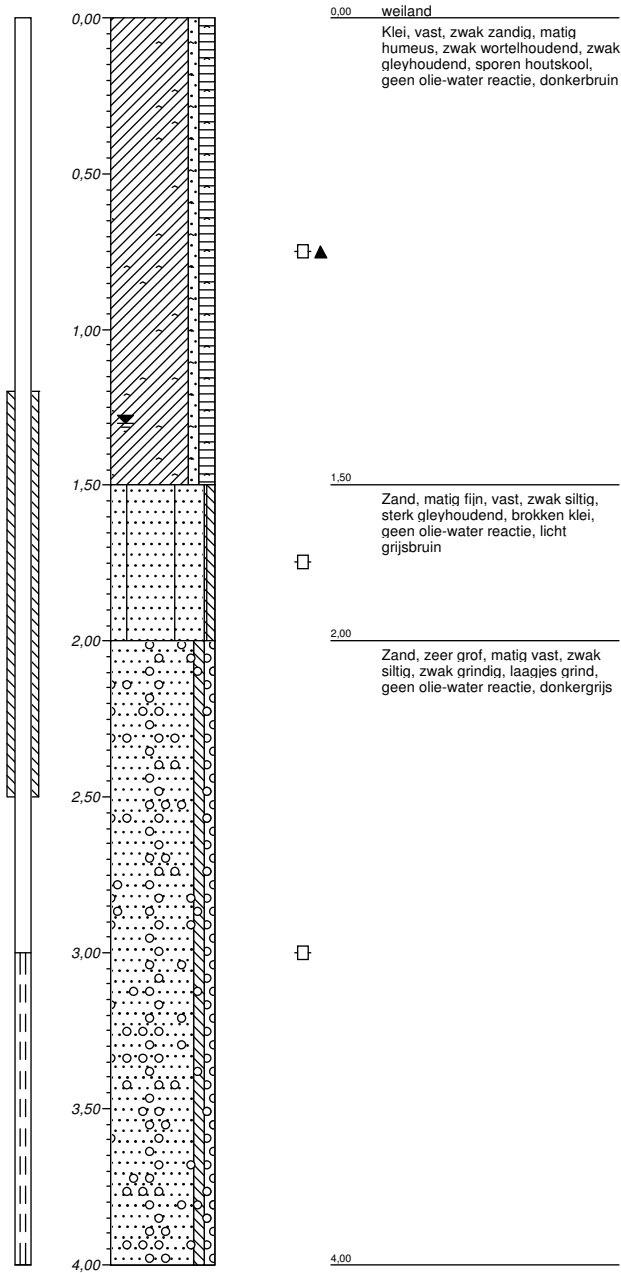 0,00
0,50
1,00
1,50
2,00
2,50
3,00
3,50
4,00
0,00 weiland
Klei, vast, zwak zandig, matig
humeus, zwak wortelhoudend, zwak
gleyhoudend, sporen houtskool,
geen olie-water reactie, donkerbruin
1,50
Zand, matig fijn, vast, zwak siltig,
sterk gleyhoudend, brokken klei,
geen olie-water reactie, licht
grijsbruin
2,00
Zand, zeer grof, matig vast, zwak
siltig, zwak grindig, laagjes grind,
geen olie-water reactie, donkergrijs
4,00